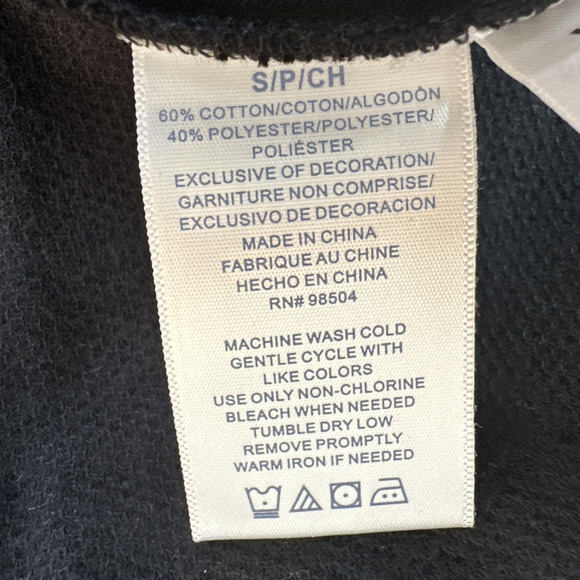 S/P/CH
60% COTTON/COTON/ALGODÓN
40% POLYESTER/POLYESTER/
POLIÉSTER
EXCLUSIVE OF DECORATION/
GARNITURE NON COMPRISE/
EXCLUSIVO DE DECORACION
MADE IN CHINA
FABRIQUE AU CHINE
HECHO EN CHINA
RN# 98504
MACHINE WASH COLD
GENTLE CYCLE WITH
LIKE COLORS
USE ONLY NON-CHLORINE
BLEACH WHEN NEEDED
TUMBLE DRY LOW
REMOVE PROMPTLY
WARM IRON IF NEEDED